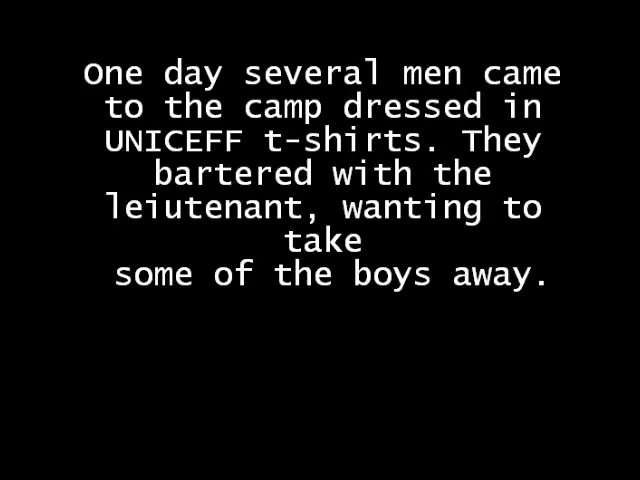 One day several men came
to the camp dressed in
UNICEFF t-shirts. They
bartered with the
leiutenant, wanting to
take
some of the boys away.